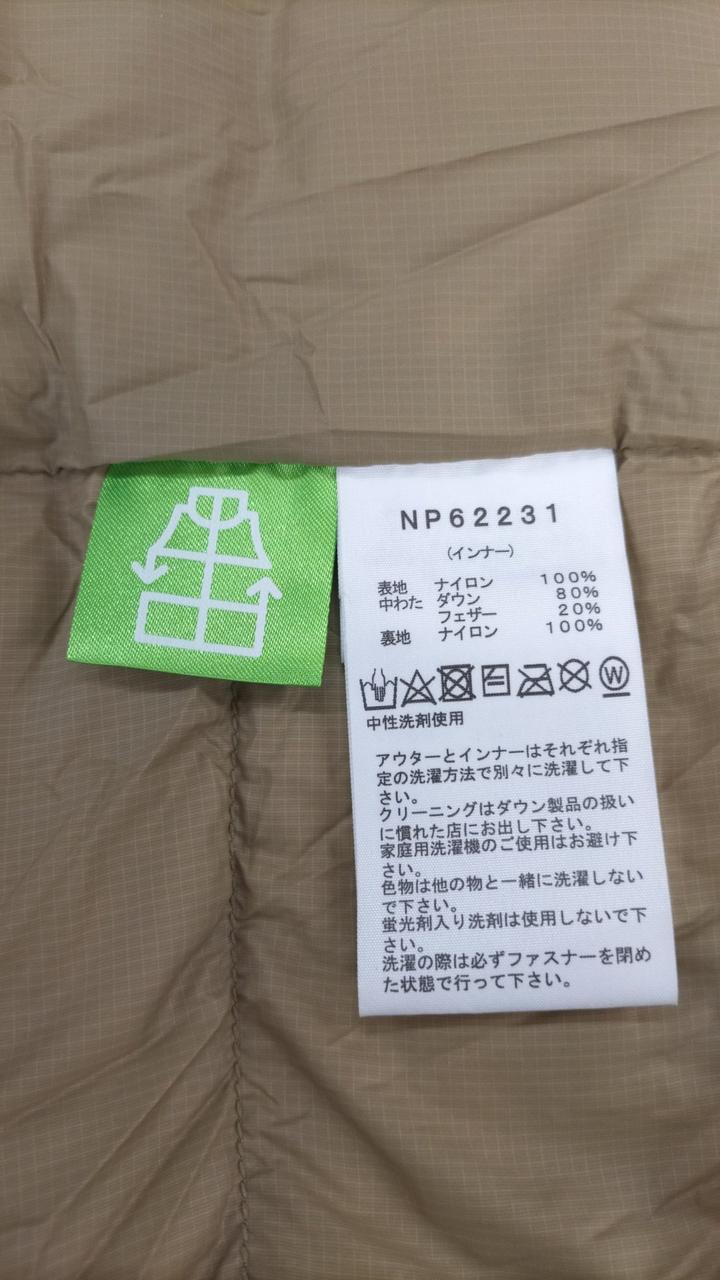 NP62231
(インナー)
表地 ナイロン 100%
中わた ダウン 80%
フェザー 20%
裏地 ナイロン 100%
W
中性洗剤使用
アウターとインナーはそれぞれ指
定の洗濯方法で別々に洗濯して下
さい。
クリーニングはダウン製品の扱い
に慣れた店にお出し下さい。
家庭用洗濯機のご使用はお避け下
さい。
色物は他の物と一緒に洗濯しない
で下さい。
蛍光剤入り洗剤は使用しないで下
さい。
洗濯の際は必ずファスナーを閉め
た状態で行って下さい。